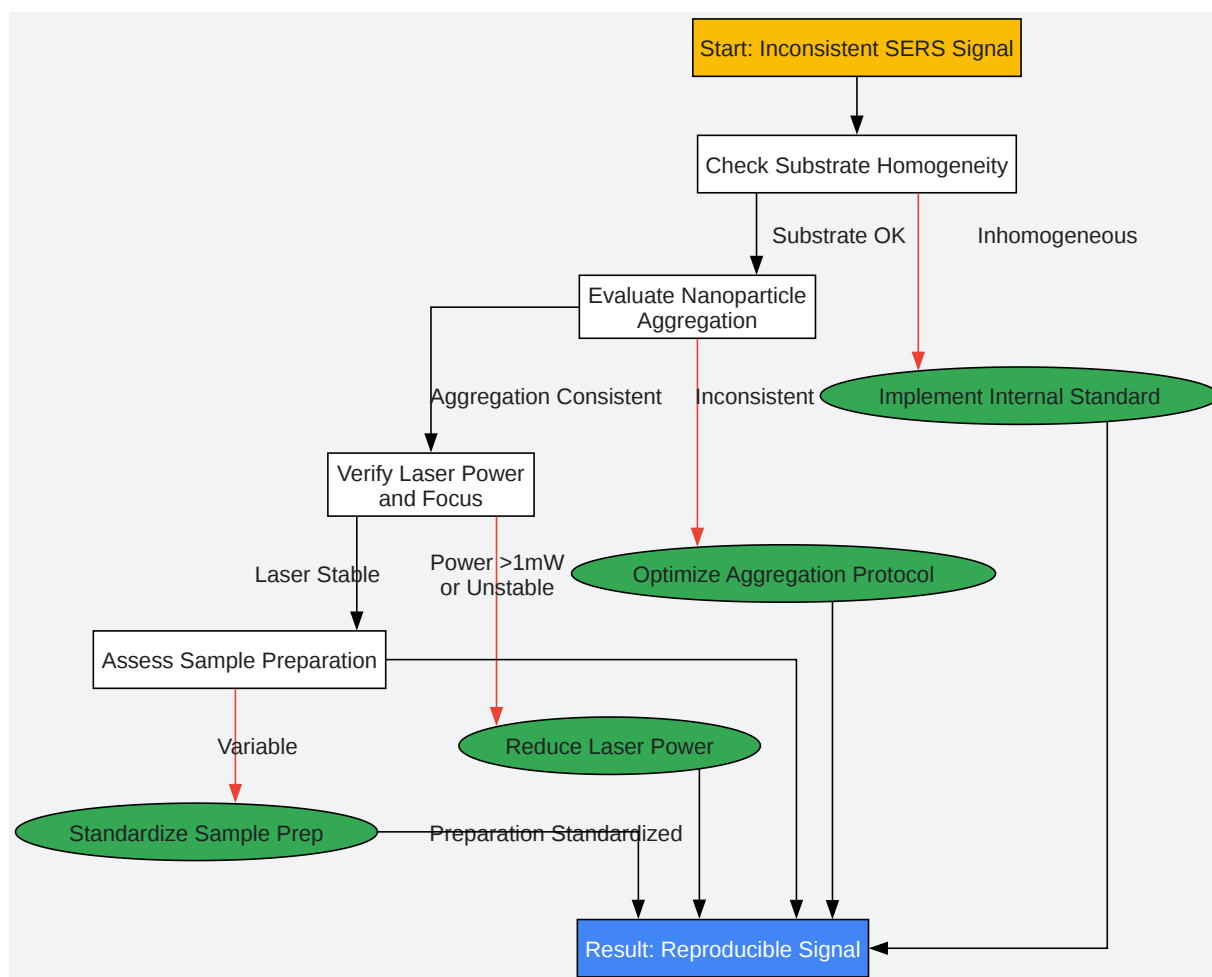 Start: Inconsistent SERS Signal
Check Substrate Homogeneity
Substrate OK
Inhomogeneous
Evaluate Nanoparticle
Aggregation
Aggregation Consistent
Inconsistent
Implement Internal Standard
Verify Laser Power
and Focus
Laser Stable
Power >1mW
or Unstable
Optimize Aggregation Protocol
Assess Sample Preparation
Variable
Reduce Laser Power
Standardize Sample Prep
Preparation Standardized
Result: Reproducible Signal